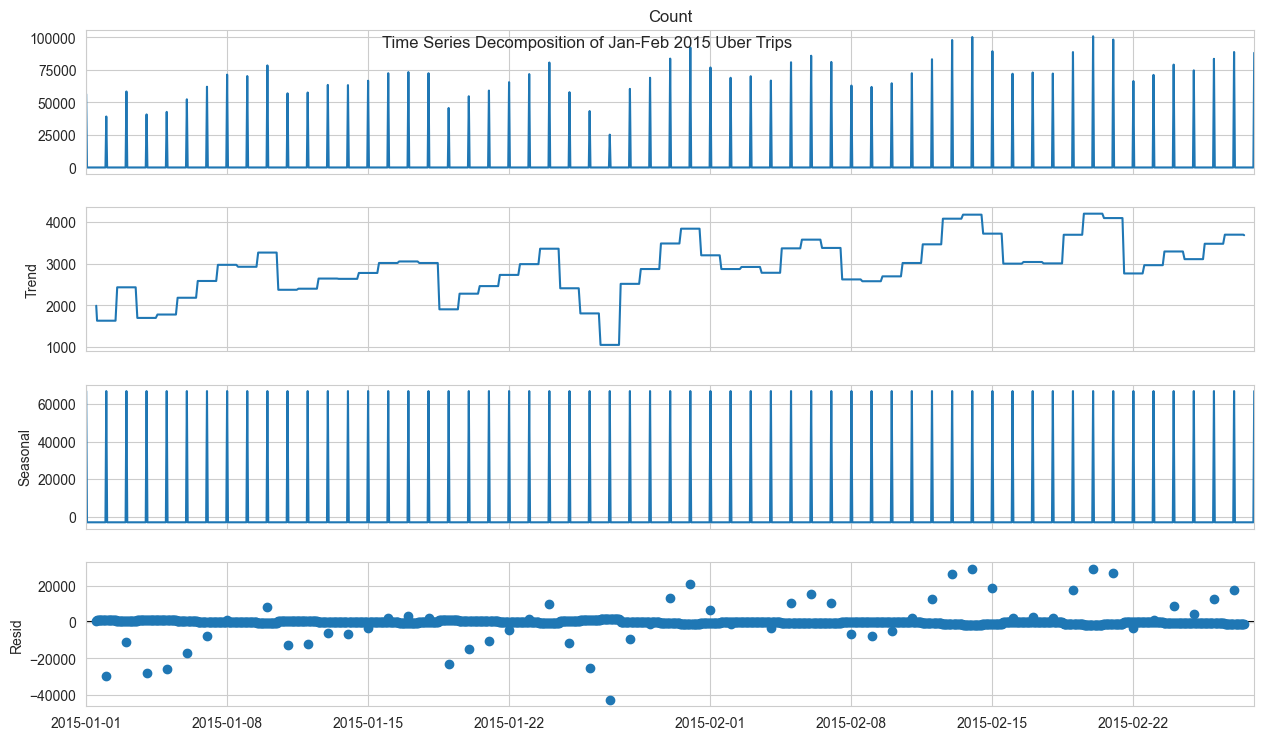 Count
Time Series Decomposition of Jan-Feb 2015 Uber Trips
100000
75000
50000
25000
0
Trend
4000
3000
2000
1000
Seasonal
60000
40000
20000
0
Resid
20000
0
−20000
−40000
2015-01-01 2015-01-08 2015-01-15 2015-01-22 2015-02-01 2015-02-08 2015-02-15 2015-02-22